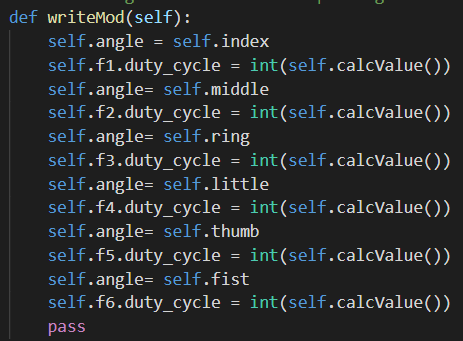 def writeMod(self):
    self.angle = self.index
    self.f1.duty_cycle = int(self.calcValue())
    self.angle= self.middle
    self.f2.duty_cycle = int(self.calcValue())
    self.angle= self.ring
    self.f3.duty_cycle = int(self.calcValue())
    self.angle= self.little
    self.f4.duty_cycle = int(self.calcValue())
    self.angle= self.thumb
    self.f5.duty_cycle = int(self.calcValue())
    self.angle= self.fist
    self.f6.duty_cycle = int(self.calcValue())
    pass